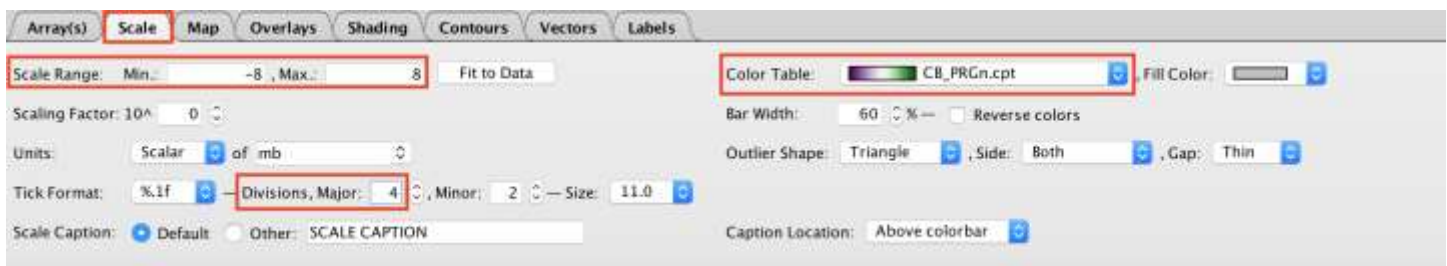 Array(s) Scale Map Overlays Shading Contours Vectors Labels
Scale Range: Min.: -8 , Max.: 8 Fit to Data Color Table: CB_PRGn.cpt , Fill Color:
Scaling Factor: 10^ 0 Bar Width: 60 % — Reverse colors
Units: Scalar of mb Outlier Shape: Triangle , Side: Both , Gap: Thin
Tick Format: %.1f — Divisions, Major: 4 , Minor: 2 — Size: 11.0
Scale Caption: Default Other: SCALE CAPTION Caption Location: Above colorbar